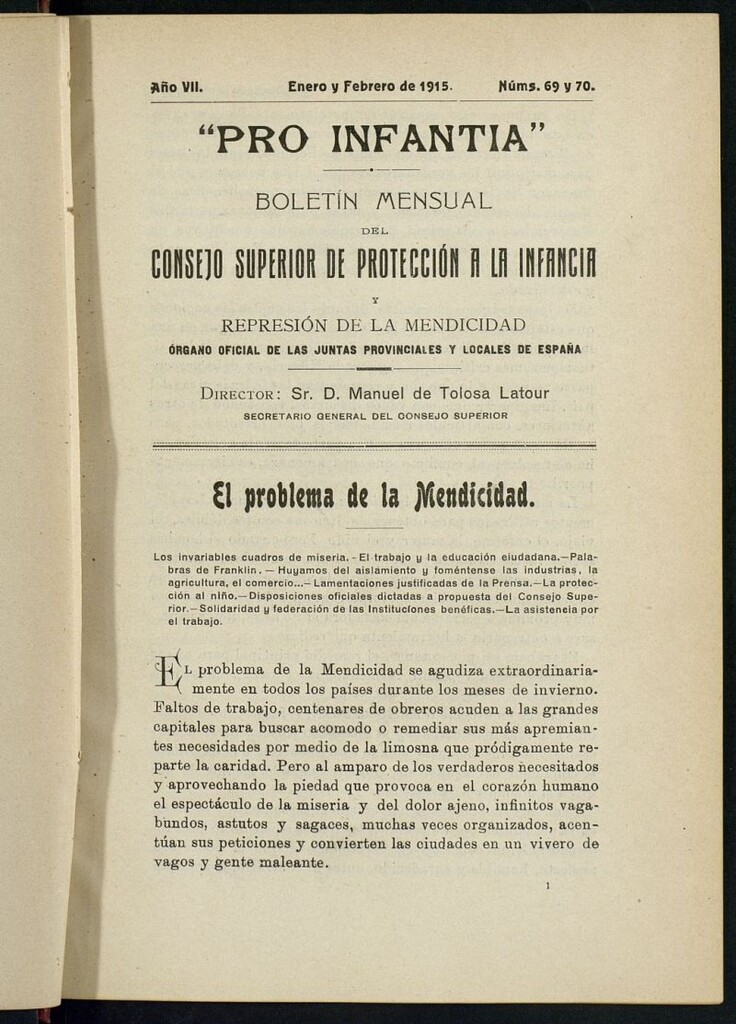 Año VII. Enero y Febrero de 1915. Núms. 69 y 70.
“PRO INFANTIA”
BOLETÍN MENSUAL
DEL
CONSEJO SUPERIOR DE PROTECCIÓN A LA INFANCIA
Y
REPRESIÓN DE LA MENDICIDAD
ÓRGANO OFICIAL DE LAS JUNTAS PROVINCIALES Y LOCALES DE ESPAÑA
DIRECTOR: Sr. D. Manuel de Tolosa Latour
SECRETARIO GENERAL DEL CONSEJO SUPERIOR
El problema de la Mendicidad.
Los invariables cuadros de miseria.-El trabajo y la educación ciudadana.—Pala-
bras de Franklin.—Huyamos del aislamiento y foméntense las industrias, la
agricultura, el comercio...—Lamentaciones justificadas de la Prensa.—La protec-
ción al niño.—Disposiciones oficiales dictadas a propuesta del Consejo Supe-
rior.—Solidaridad y federación de las Instituciones benéficas.—La asistencia por
el trabajo.
EL problema de la Mendicidad se agudiza extraordinaria-
mente en todos los países durante los meses de invierno.
Faltos de trabajo, centenares de obreros acuden a las grandes
capitales para buscar acomodo o remediar sus más apremian-
tes necesidades por medio de la limosna que pródigamente re-
parte la caridad. Pero al amparo de los verdaderos necesitados
y aprovechando la piedad que provoca en el corazón humano
el espectáculo de la miseria y del dolor ajeno, infinitos vaga-
bundos, astutos y sagaces, muchas veces organizados, acen-
túan sus peticiones y convierten las ciudades en un vivero de
vagos y gente maleante.
1